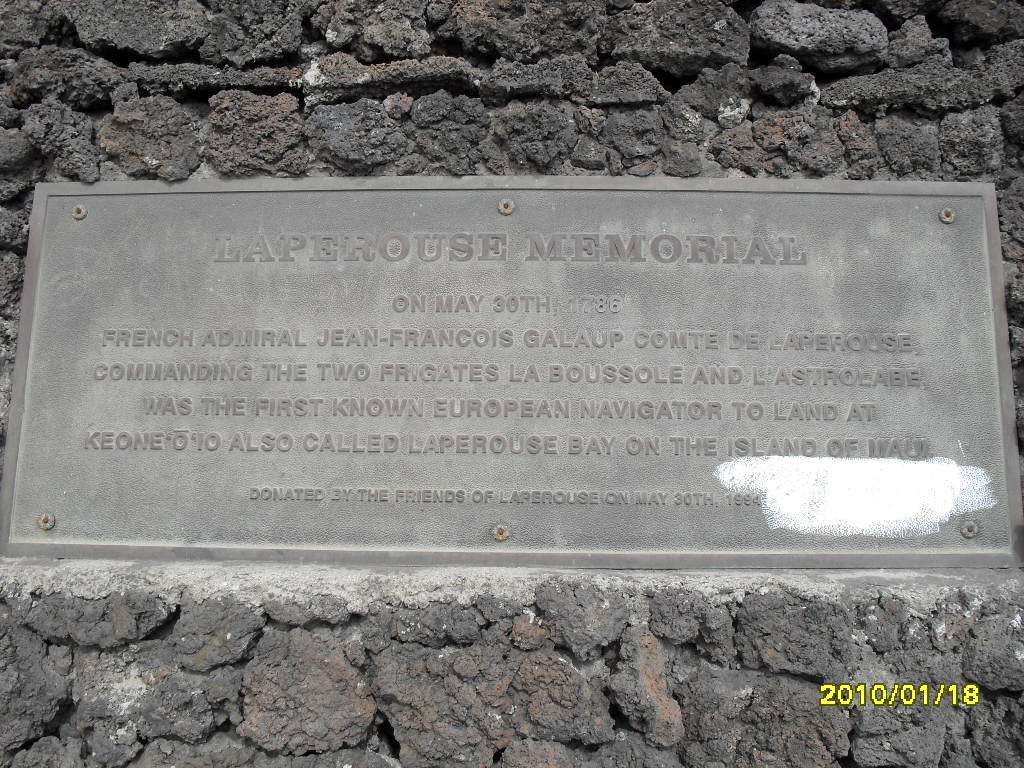 LAPEROUSE MEMORIAL
ON MAY 30TH, 1786
FRENCH ADMIRAL JEAN-FRANCOIS GALAUP COMTE DE LAPEROUSE,
COMMANDING THE TWO FRIGATES LA BOUSSOLE AND L'ASTROLABE,
WAS THE FIRST KNOWN EUROPEAN NAVIGATOR TO LAND AT
KEONE'Ō'IO ALSO CALLED LAPEROUSE BAY ON THE ISLAND OF MAUI.
DONATED BY THE FRIENDS OF LAPEROUSE ON MAY 30TH, 1994
2010/01/18